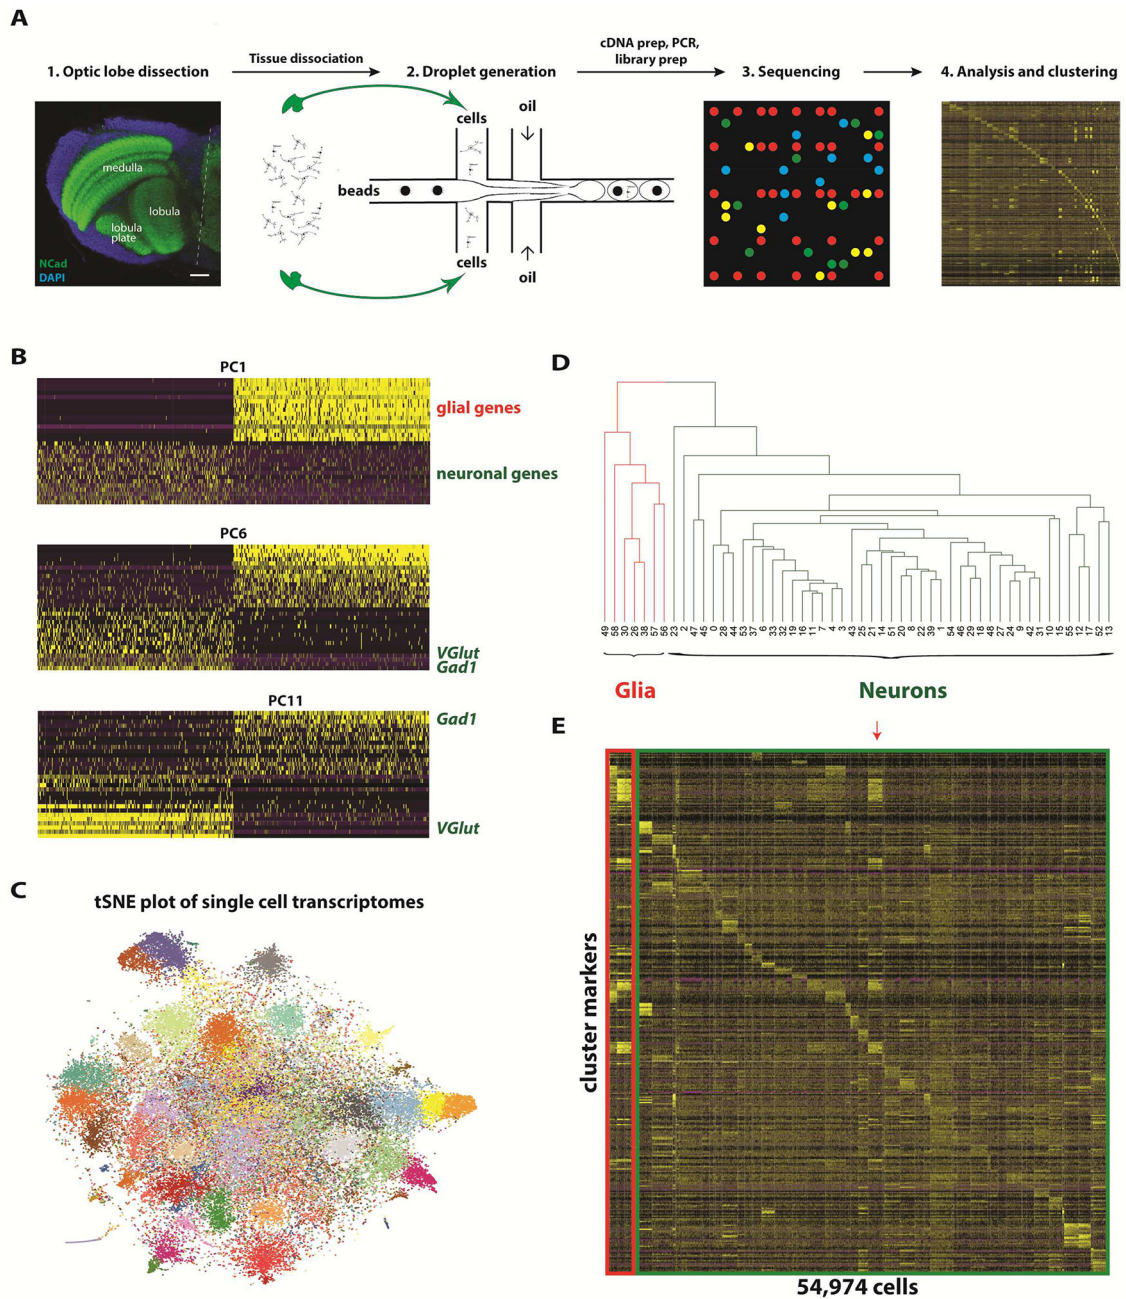 A
1. Optic lobe dissection
Tissue dissociation
2. Droplet generation
cDNA prep, PCR,
library prep
3. Sequencing
4. Analysis and clustering
medulla
lobula
lobula
plate
NCad
DAPI
cells
oil
beads
cells
oil
B
PC1
glial genes
neuronal genes
PC6
VGlut
Gad1
PC11
Gad1
VGlut
C
tSNE plot of single cell transcriptomes
D
49 58 30 26 38 57 56 23 2 47 45 0 28 44 53 37 6 33 32 19 16 11 7 4 3 43 25 21 14 51 20 8 22 39 1 54 46 29 18 48 27 24 9 42 31 10 15 55 12 17 52 13
Glia
Neurons
E
cluster markers
54,974 cells